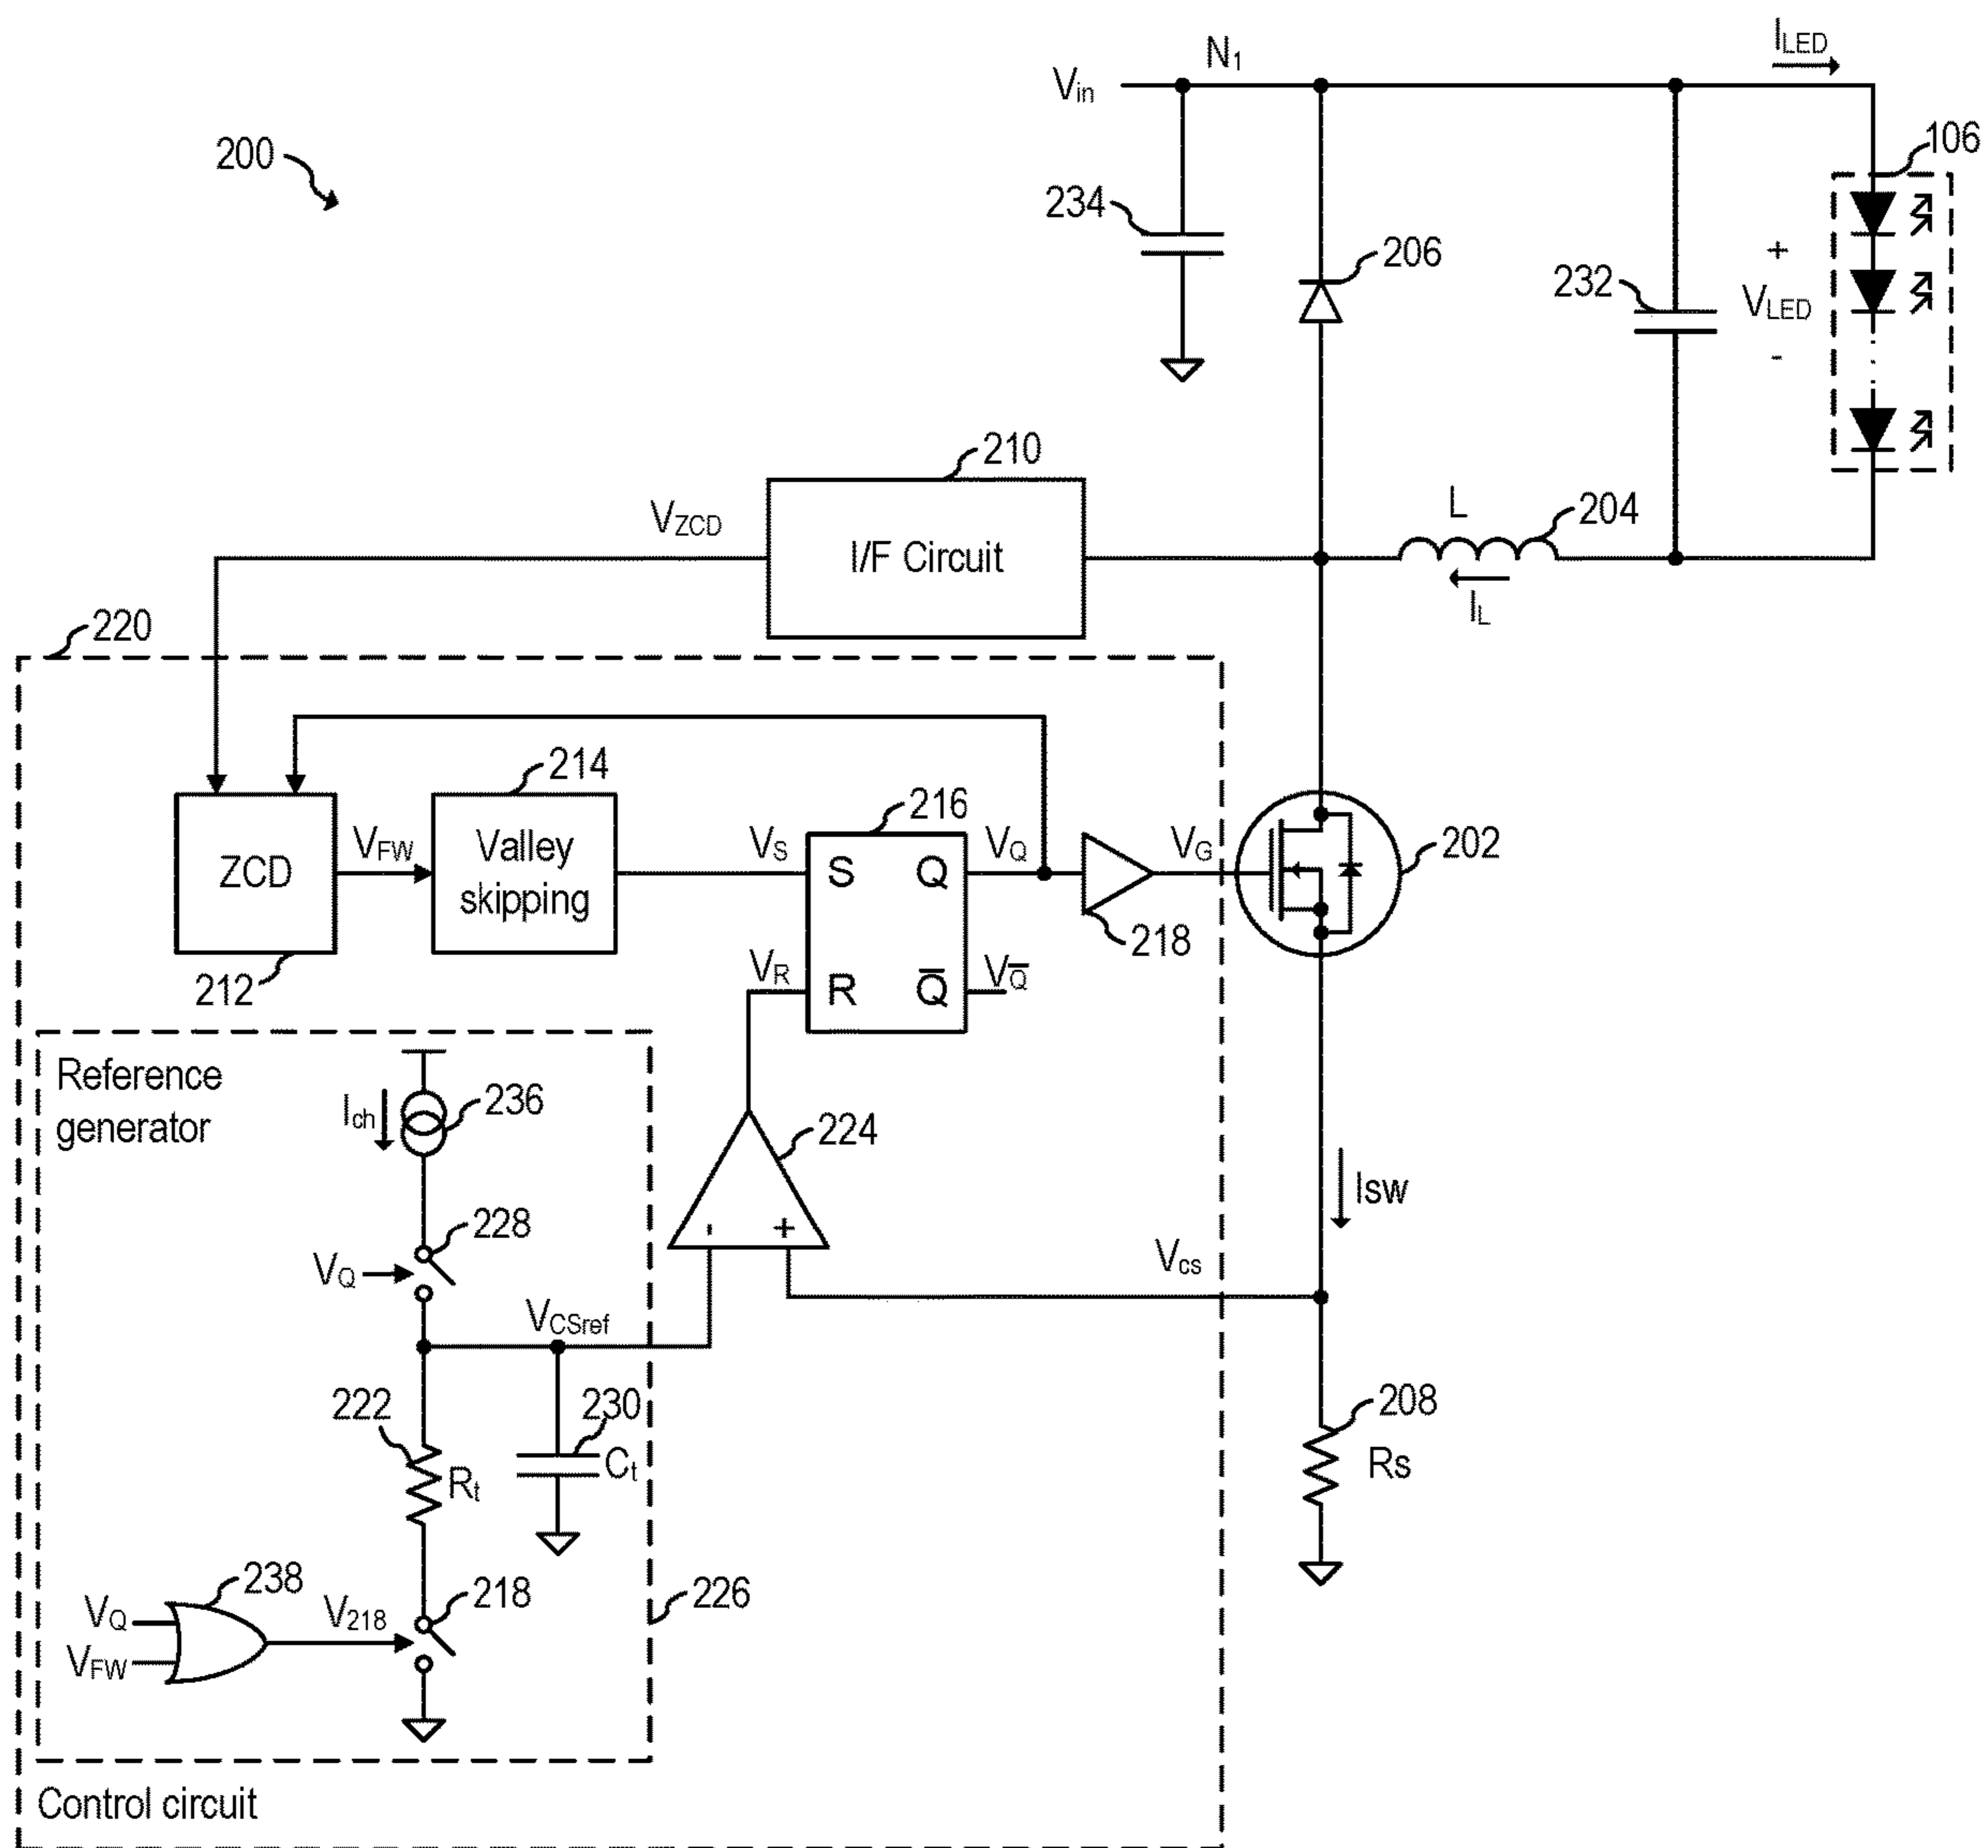 N1
ILED
Vin
200
106
234
206
232
+
VLED
-
210
VZCD
L
204
I/F Circuit
IL
220
214
216
ZCD
VFW
Valley
skipping
VS
S
Q
VQ
VG
202
218
212
VR
R
Q̅
VQ̅
Reference
generator
Ich
236
224
Isw
228
-
+
VQ
Vcs
VCSref
222
230
208
Rt
Ct
Rs
238
218
226
VQ
V218
VFW
Control circuit